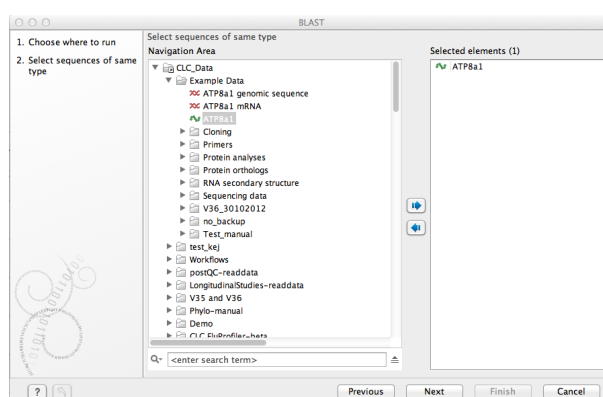 BLAST
1. Choose where to run
2. Select sequences of same
type
Select sequences of same type
Navigation Area
CLC_Data
Example Data
ATP8a1 genomic sequence
ATP8a1 mRNA
ATP8a1
Cloning
Primers
Protein analyses
Protein orthologs
RNA secondary structure
Sequencing data
V36_30102012
no_backup
Test_manual
test_kej
Workflows
postQC-readdata
LongitudinalStudies-readdata
V35 and V36
Phylo-manual
Demo
CLC FluProfiler-beta
<enter search term>
Selected elements (1)
ATP8a1
?
Previous
Next
Finish
Cancel